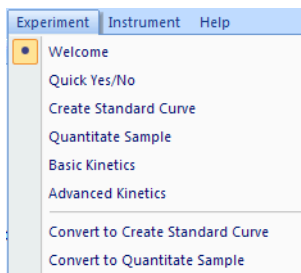 Experiment Instrument Help
Welcome
Quick Yes/No
Create Standard Curve
Quantitate Sample
Basic Kinetics
Advanced Kinetics
Convert to Create Standard Curve
Convert to Quantitate Sample